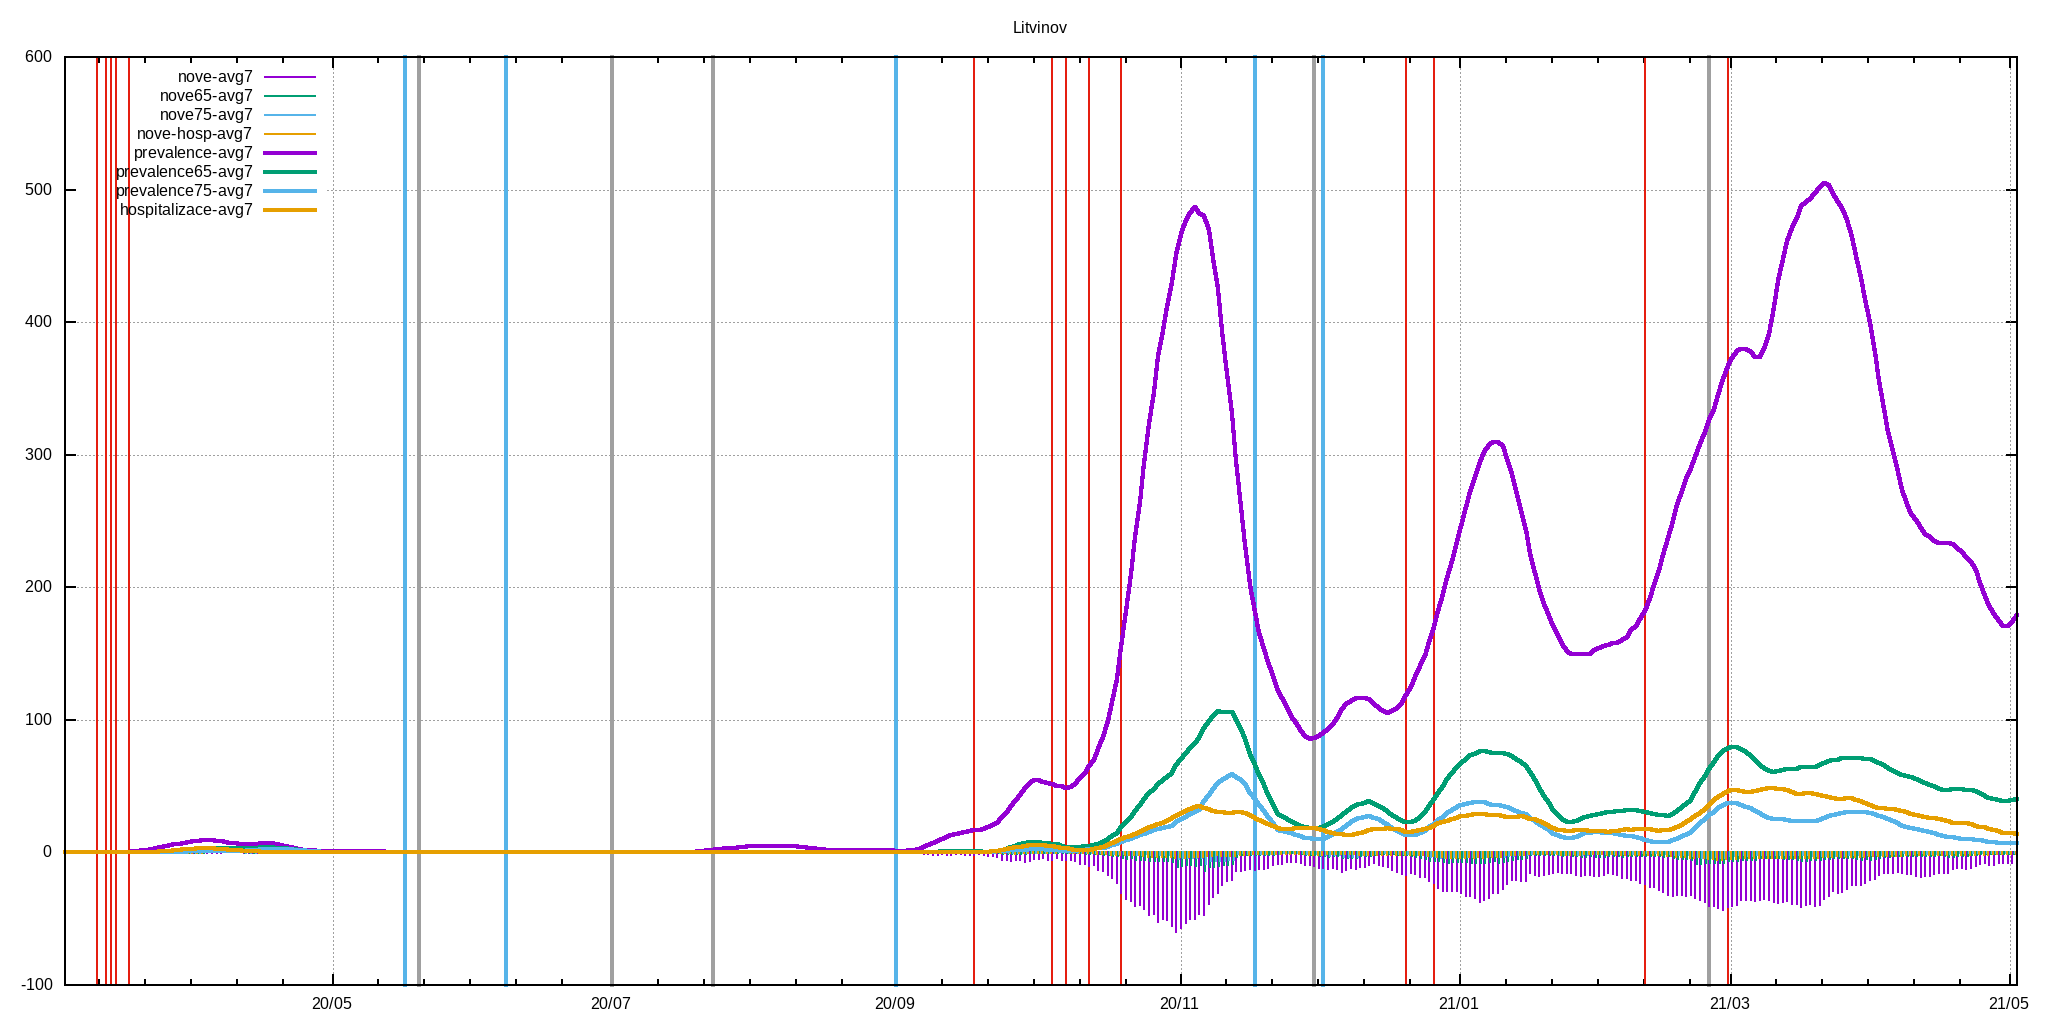 Litvinov
600
nove-avg7
nove65-avg7
nove75-avg7
nove-hosp-avg7
prevalence-avg7
prevalence65-avg7
prevalence75-avg7
hospitalizace-avg7
500
400
300
200
100
0
-100
20/05 20/07 20/09 20/11 21/01 21/03 21/05